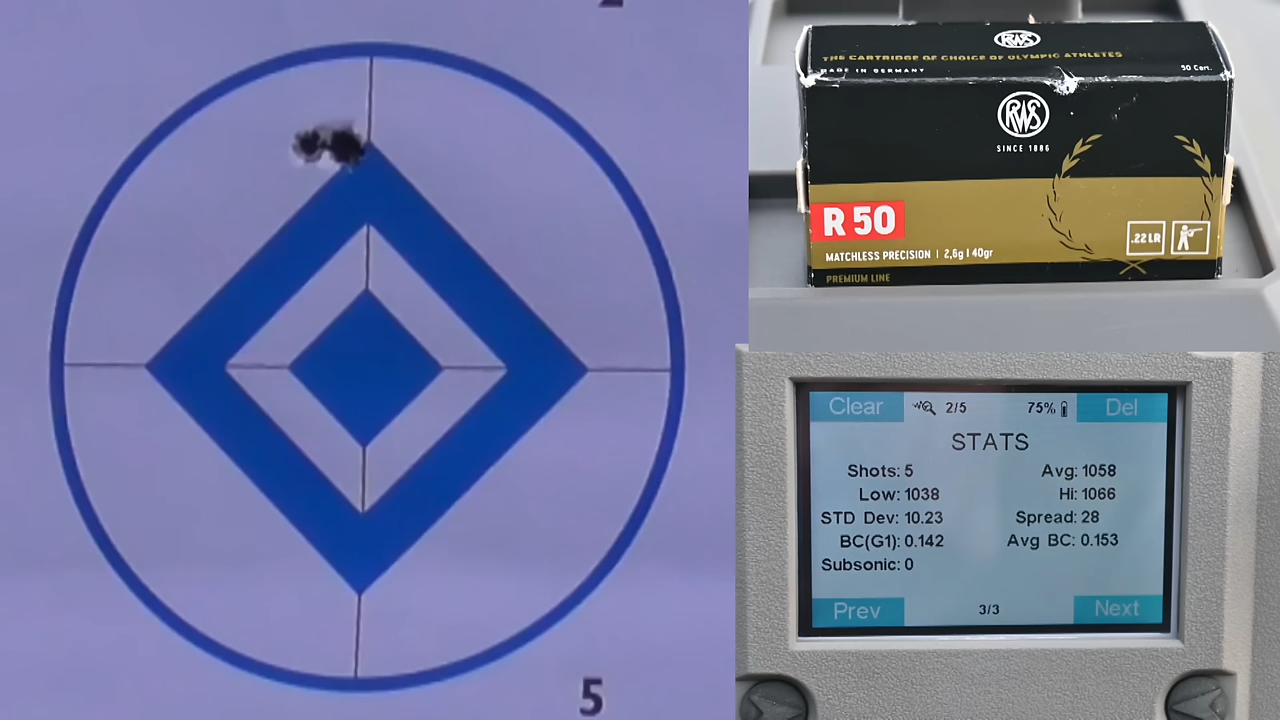 5
RWS
THE CARTRIDGE OF CHOICE OF OLYMPIC ATHLETES
MADE IN GERMANY
50 Cart.
RWS
SINCE 1886
R 50
.22 LR
MATCHLESS PRECISION | 2,6g | 40gr
PREMIUM LINE
Clear 2/5 75% Del
STATS
Shots: 5 Avg: 1058
Low: 1038 Hi: 1066
STD Dev: 10.23 Spread: 28
BC(G1): 0.142 Avg BC: 0.153
Subsonic: 0
Prev 3/3 Next